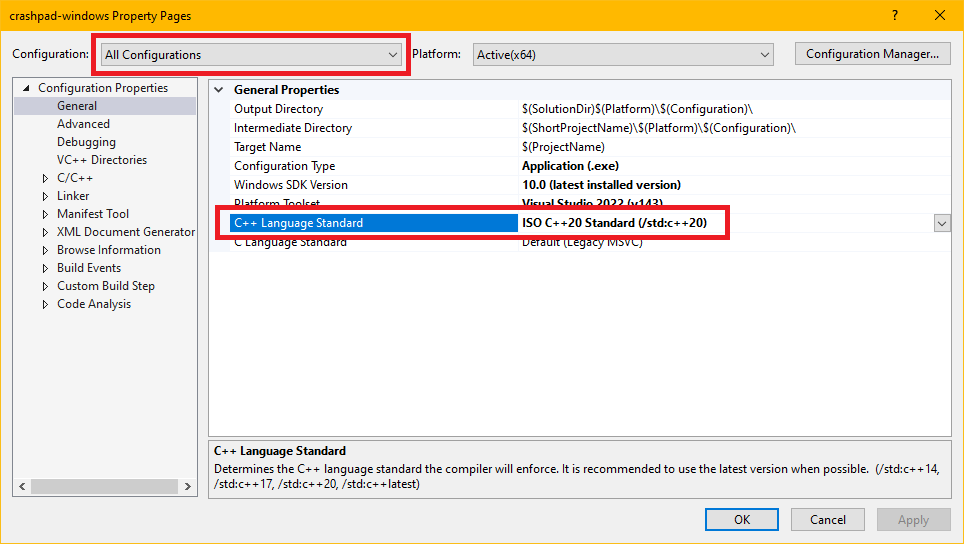 crashpad-windows Property Pages
?
Configuration: All Configurations Platform: Active(x64) Configuration Manager...
Configuration Properties
General
Advanced
Debugging
VC++ Directories
C/C++
Linker
Manifest Tool
XML Document Generator
Browse Information
Build Events
Custom Build Step
Code Analysis
General Properties
Output Directory $(SolutionDir)$(Platform)\$(Configuration)\
Intermediate Directory $(ShortProjectName)\$(Platform)\$(Configuration)\
Target Name $(ProjectName)
Configuration Type Application (.exe)
Windows SDK Version 10.0 (latest installed version)
Platform Toolset Visual Studio 2022 (v143)
C++ Language Standard ISO C++20 Standard (/std:c++20)
C Language Standard Default (Legacy MSVC)
C++ Language Standard
Determines the C++ language standard the compiler will enforce. It is recommended to use the latest version when possible. (/std:c++14,
/std:c++17, /std:c++20, /std:c++latest)
OK Cancel Apply